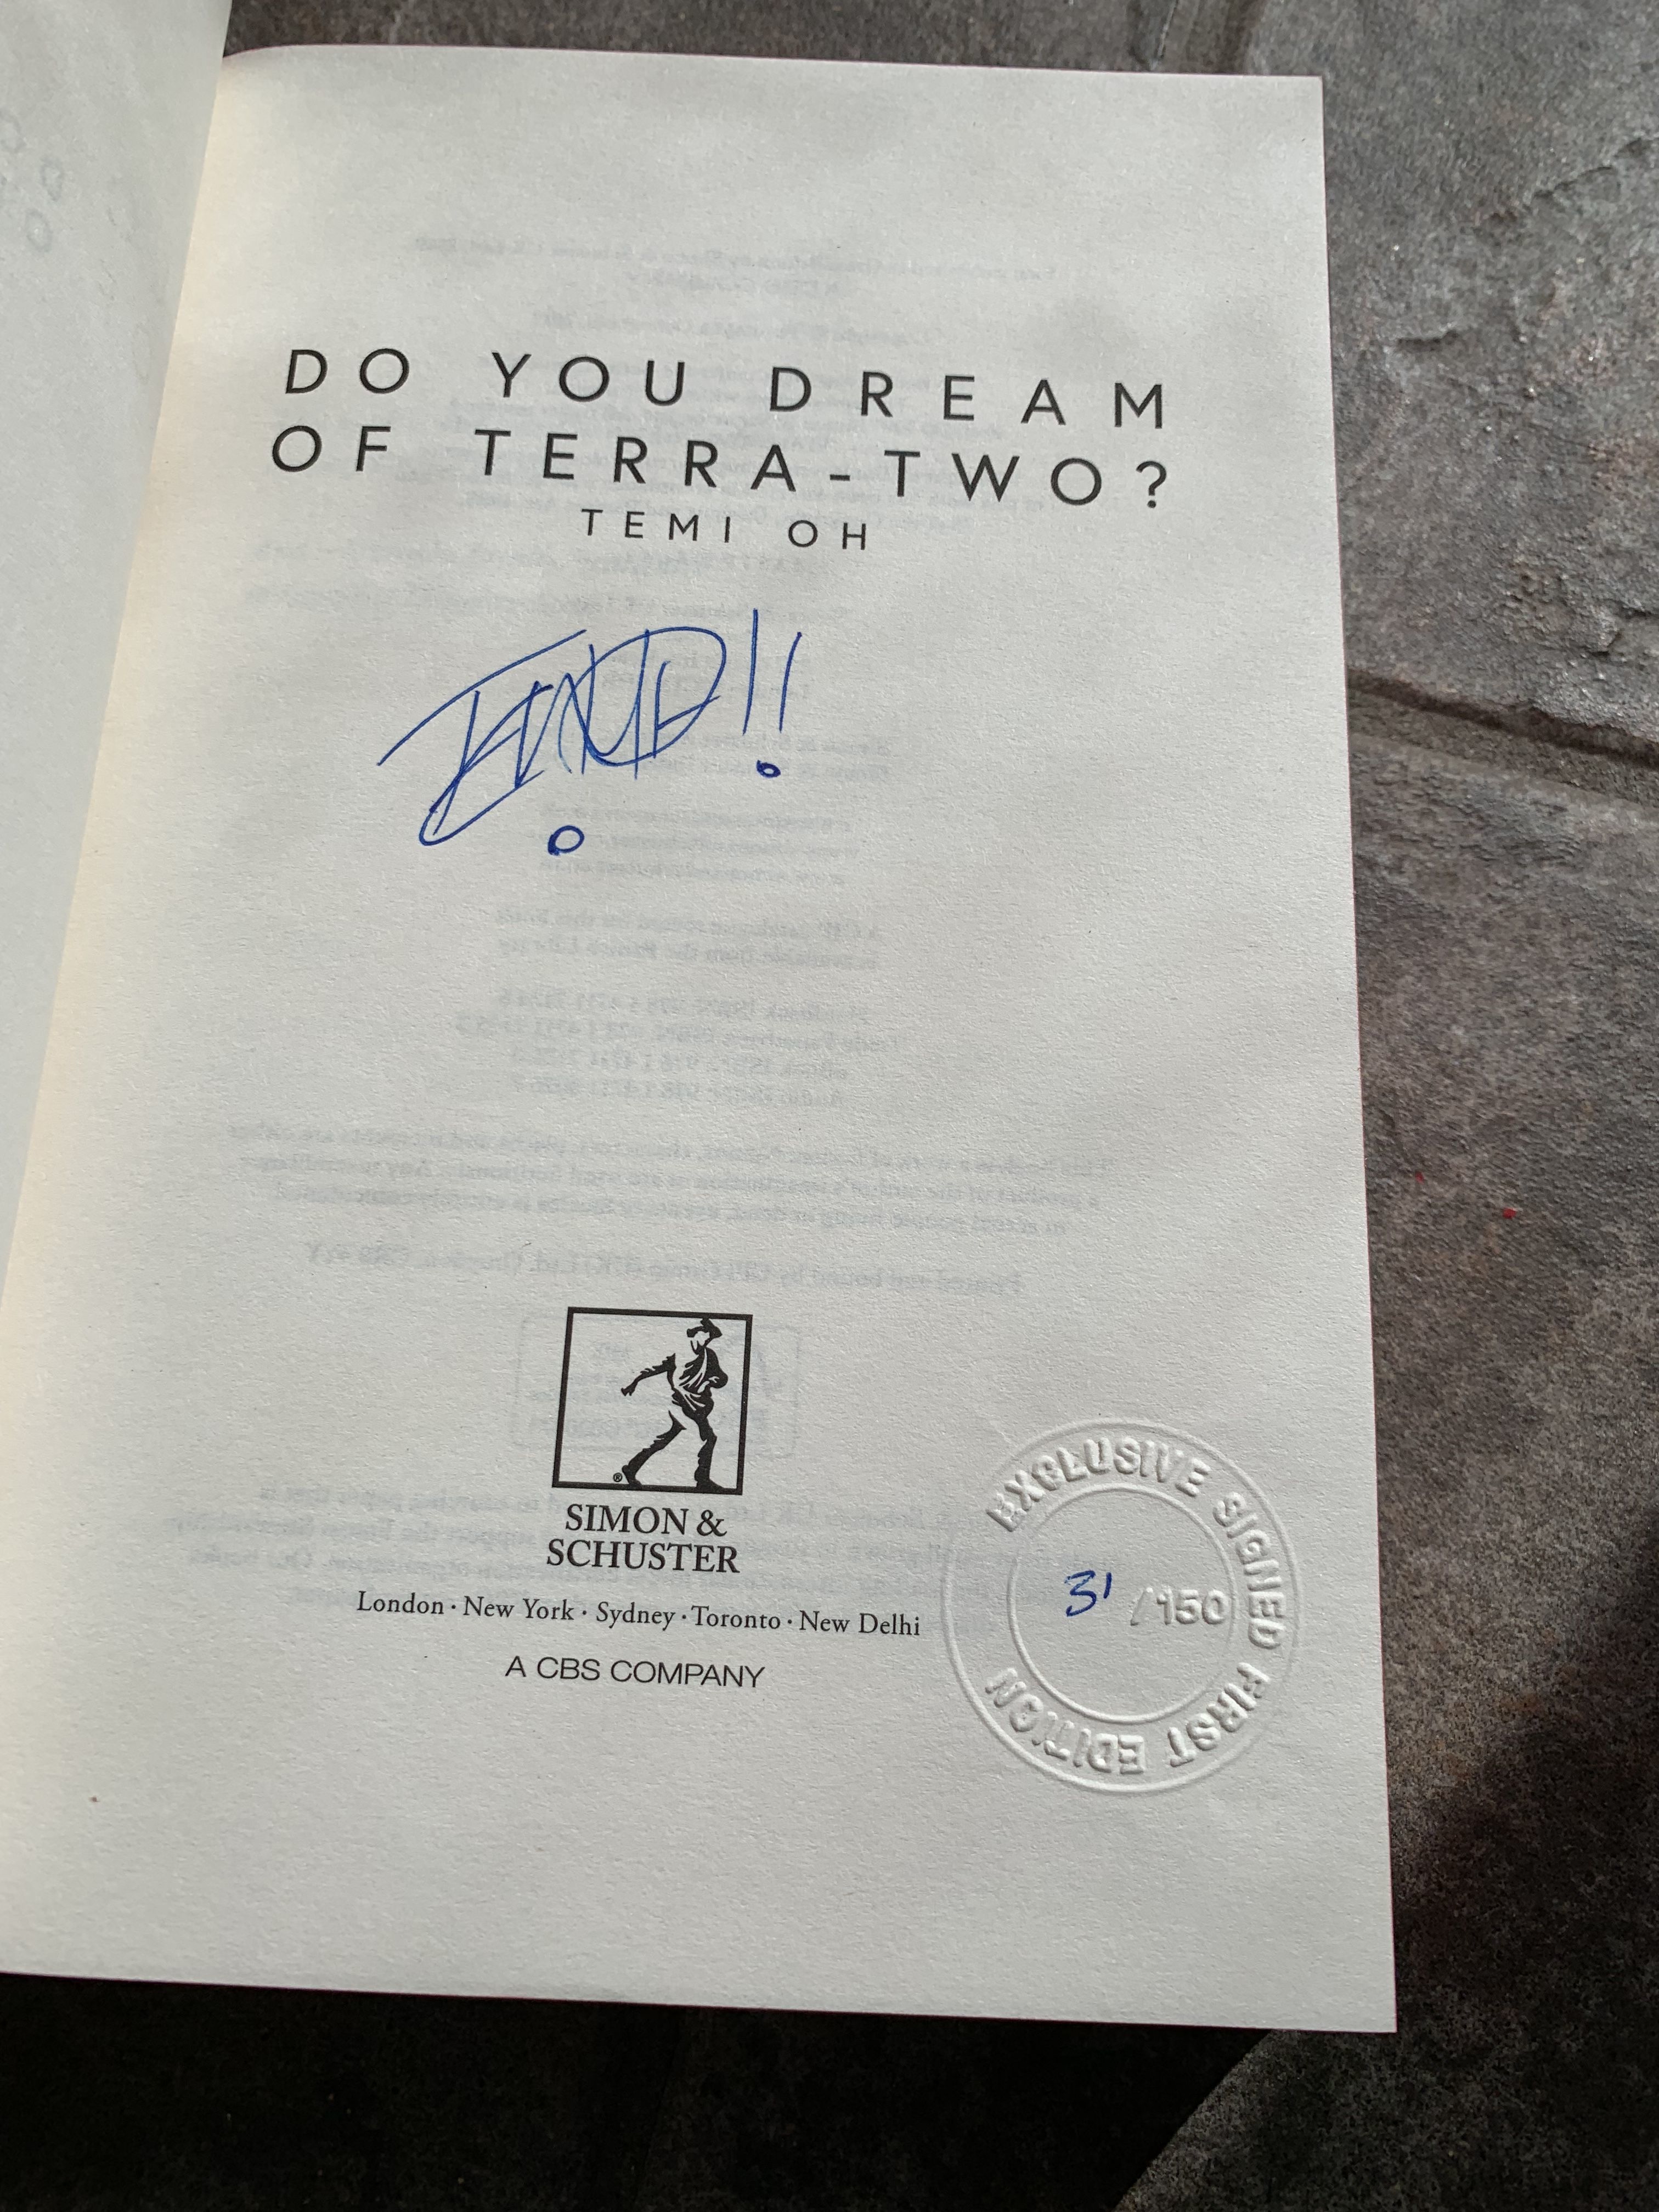 DO YOU DREAM
OF TERRA-TWO?
TEMI OH
SIMON &
SCHUSTER
London · New York · Sydney · Toronto · New Delhi
A CBS COMPANY
EXCLUSIVE SIGNED FIRST EDITION
31 /150